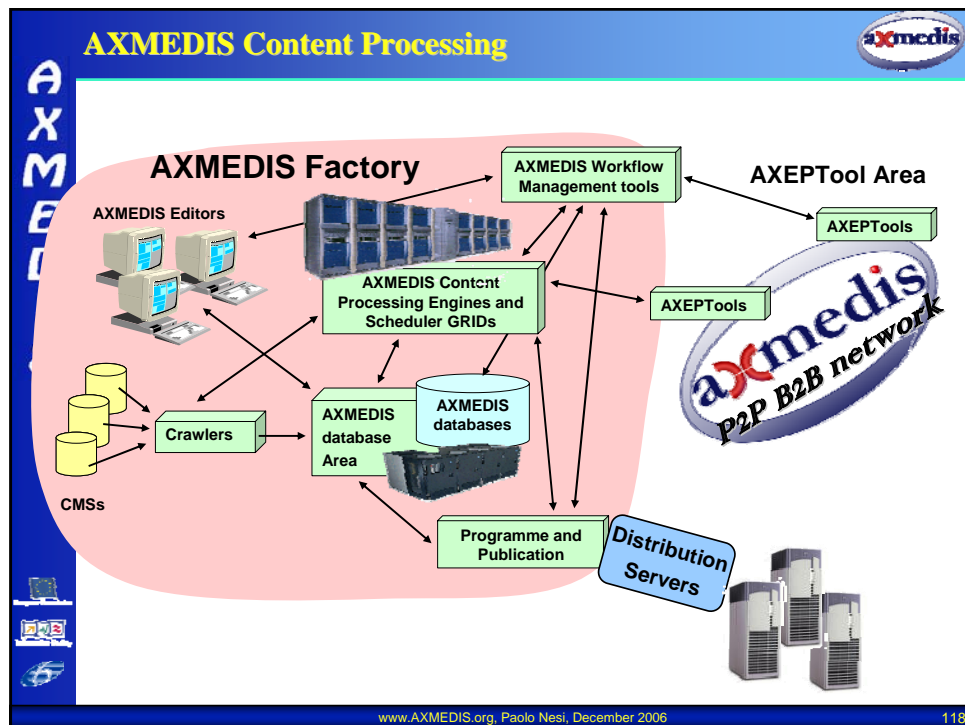 AXMEDIS Content Processing
axmedis
AXMED
AXMEDIS Factory
AXMEDIS Workflow
Management tools
AXEPTool Area
AXMEDIS Editors
AXEPTools
AXMEDIS Content
Processing Engines and
Scheduler GRIDs
AXEPTools
axmedis
P2P B2B network
AXMEDIS
database
Area
AXMEDIS
databases
Crawlers
CMSs
Programme and
Publication
Distribution
Servers
www.AXMEDIS.org, Paolo Nesi, December 2006
118